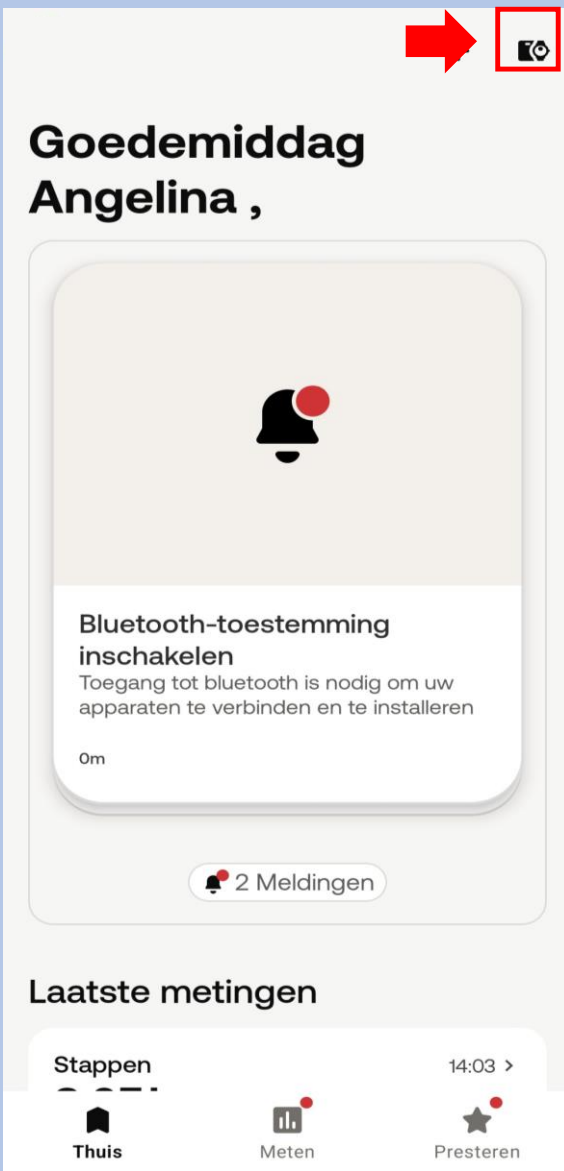 Goedemiddag
Angelina ,
Bluetooth-toestemming
inschakelen
Toegang tot bluetooth is nodig om uw
apparaten te verbinden en te installeren
0m
2 Meldingen
Laatste metingen
Stappen 14:03 >
Thuis Meten Presteren